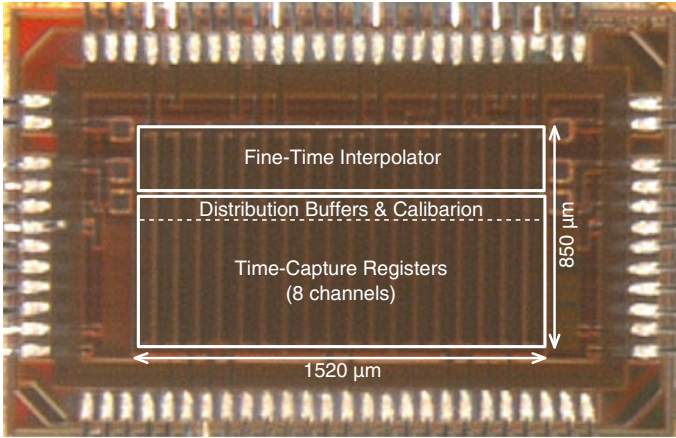 Fine-Time Interpolator
Distribution Buffers & Calibarion
Time-Capture Registers
(8 channels)
850 µm
1520 µm